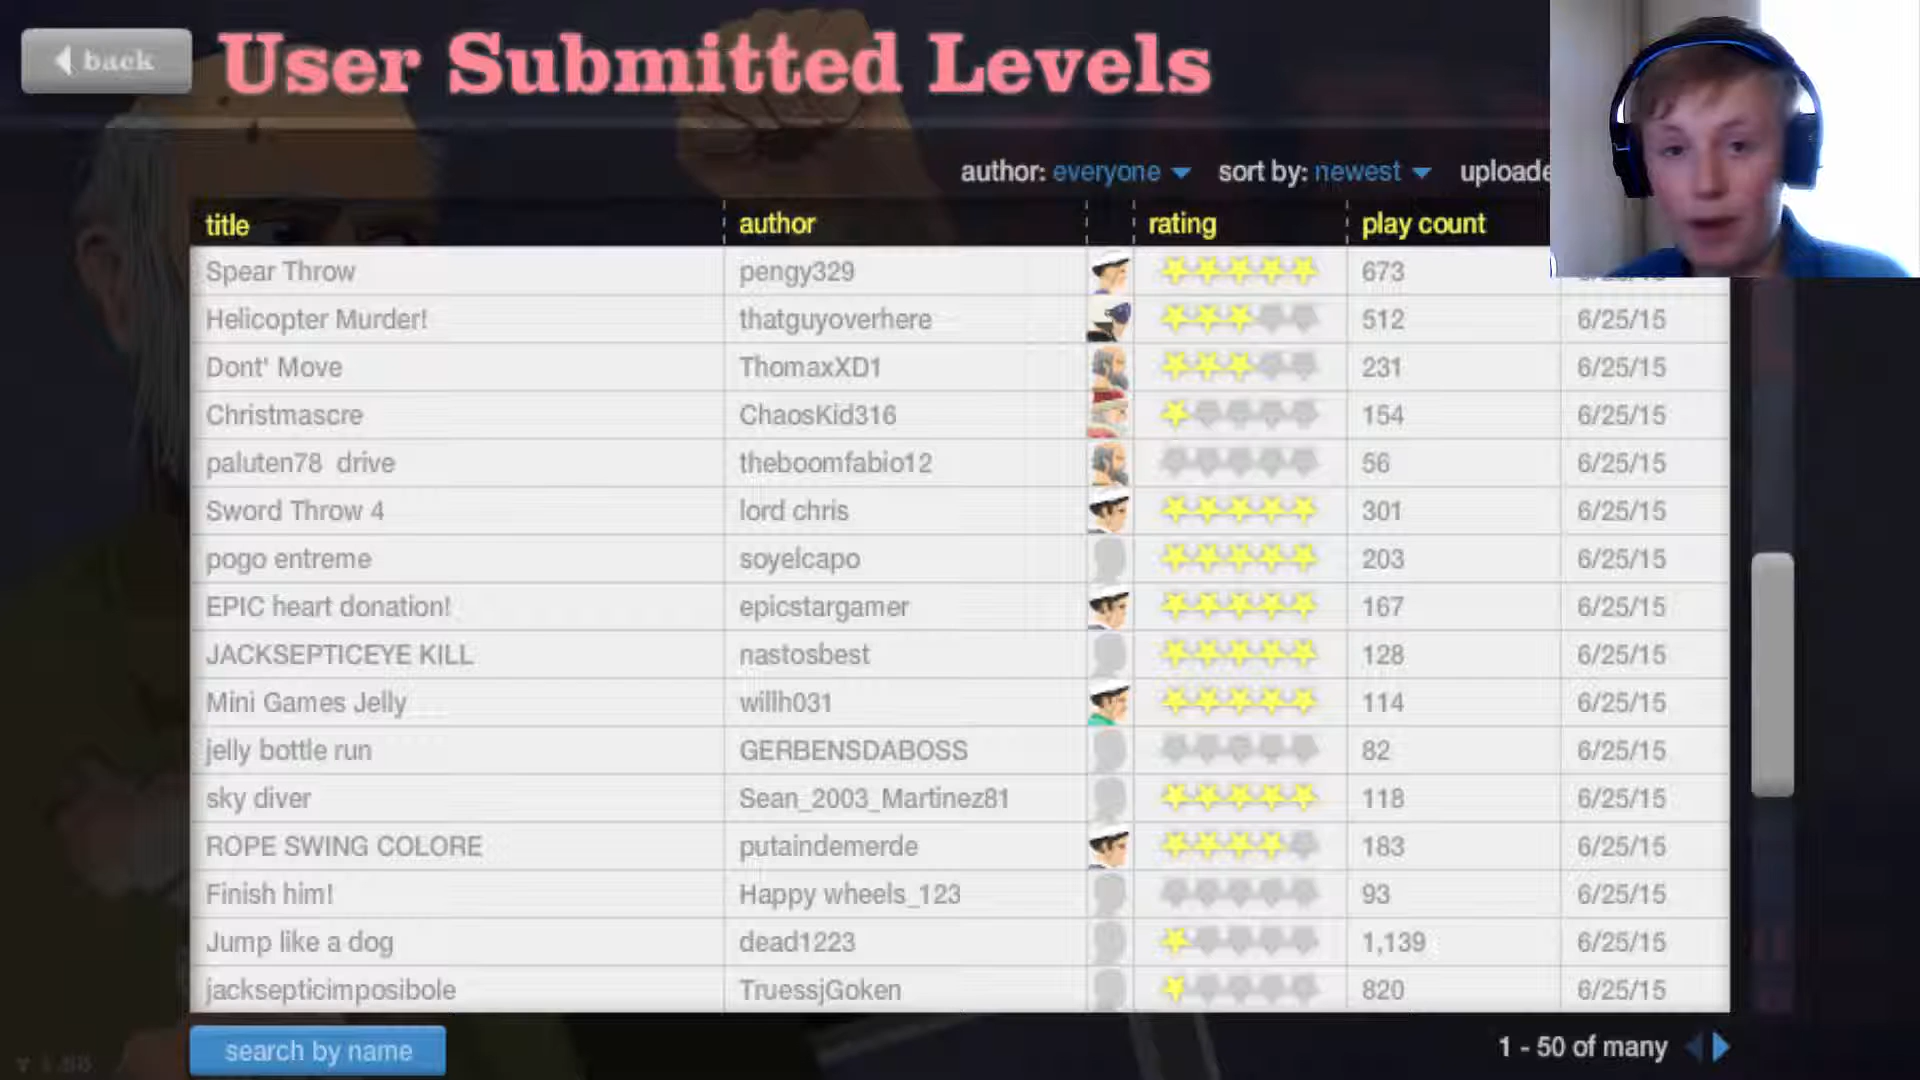 back
User Submitted Levels
author: everyone sort by: newest
title author rating play count
Spear Throw pengy329 673
Helicopter Murder! thatguyoverhere 512 6/25/15
Dont' Move ThomaxXD1 231 6/25/15
Christmascre ChaosKid316 154 6/25/15
paluten78 drive theboomfabio12 56 6/25/15
Sword Throw 4 lord chris 301 6/25/15
pogo entreme soyelcapo 203 6/25/15
EPIC heart donation! epicstargamer 167 6/25/15
JACKSEPTICEYE KILL nastosbest 128 6/25/15
Mini Games Jelly willh031 114 6/25/15
jelly bottle run GERBENSDABOSS 82 6/25/15
sky diver Sean_2003_Martinez81 118 6/25/15
ROPE SWING COLORE putaindemerde 183 6/25/15
Finish him! Happy wheels_123 93 6/25/15
Jump like a dog dead1223 1,139 6/25/15
jacksepticimposibole TruessjGoken 820 6/25/15
search by name
1 - 50 of many